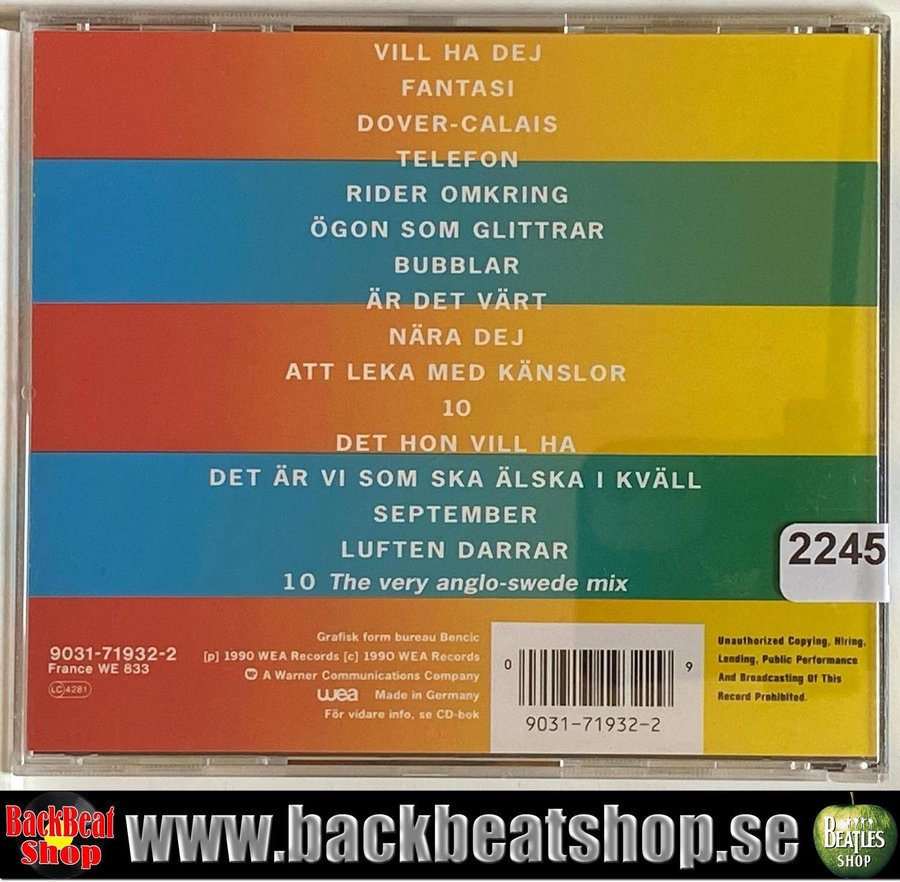 VILL HA DEJ
FANTASI
DOVER-CALAIS
TELEFON
RIDER OMKRING
ÖGON SOM GLITTRAR
BUBBLAR
ÄR DET VÄRT
NÄRA DEJ
ATT LEKA MED KÄNSLOR
10
DET HON VILL HA
DET ÄR VI SOM SKA ÄLSKA I KVÄLL
SEPTEMBER
LUFTEN DARRAR
10 The very anglo-swede mix
2245
9031-71932-2
France WE 833
LC 4281
Grafisk form bureau Bencic
[p] 1990 WEA Records [c] 1990 WEA Records
A Warner Communications Company
wea Made in Germany
För vidare info, se CD-bok
0 9
9031-71932-2
Unauthorized Copying, Hiring,
Lending, Public Performance
And Broadcasting Of This
Record Prohibited.
BackBeat
Shop
www.backbeatshop.se
BEATLES
SHOP